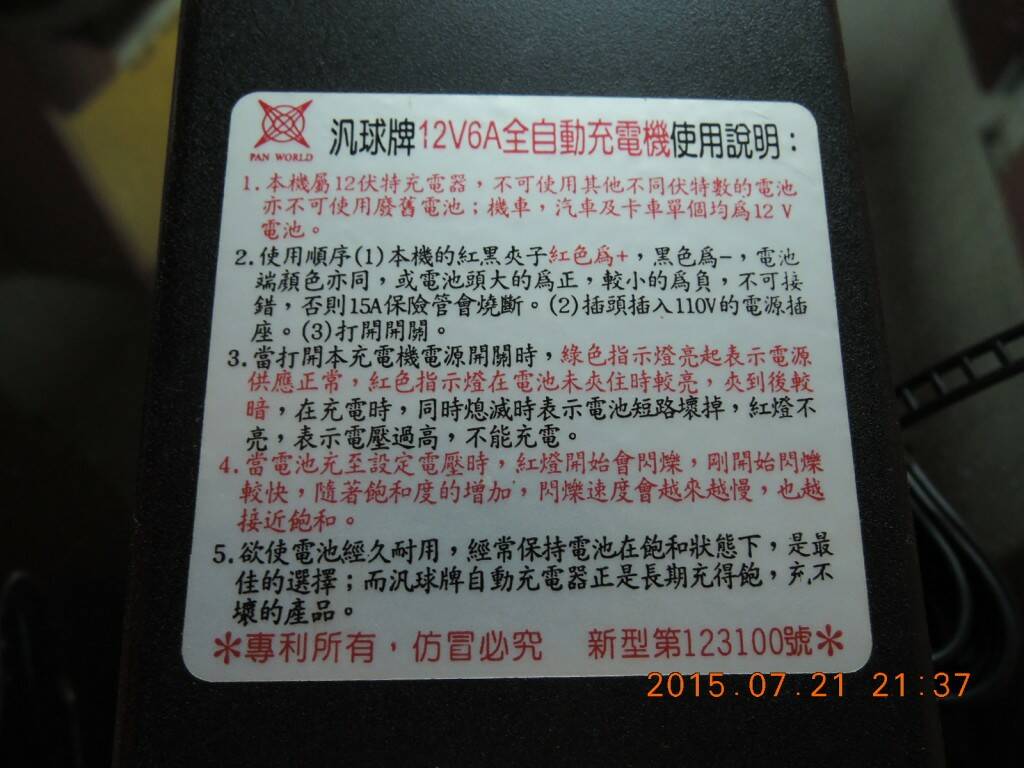 PAN WORLD
汎球牌12V6A全自動充電機使用說明：
1.本機屬12伏特充電器，不可使用其他不同伏特數的電池
亦不可使用廢舊電池；機車，汽車及卡車單個均為12 V
電池。
2.使用順序(1)本機的紅黑夾子紅色為+，黑色為-，電池
端顏色亦同，或電池頭大的為正，較小的為負，不可接
錯，否則15A保險管會燒斷。(2)插頭插入110V的電源插
座。(3)打開開關。
3.當打開本充電機電源開關時，綠色指示燈亮起表示電源
供應正常，紅色指示燈在電池未夾住時較亮，夾到後較
暗，在充電時，同時熄滅時表示電池短路壞掉，紅燈不
亮，表示電壓過高，不能充電。
4.當電池充至設定電壓時，紅燈開始會閃爍，剛開始閃爍
較快，隨著飽和度的增加，閃爍速度會越來越慢，也越
接近飽和。
5.欲使電池經久耐用，經常保持電池在飽和狀態下，是最
佳的選擇；而汎球牌自動充電器正是長期充得飽，充不
壞的產品。
＊專利所有，仿冒必究 新型第123100號＊
2015.07.21 21:37